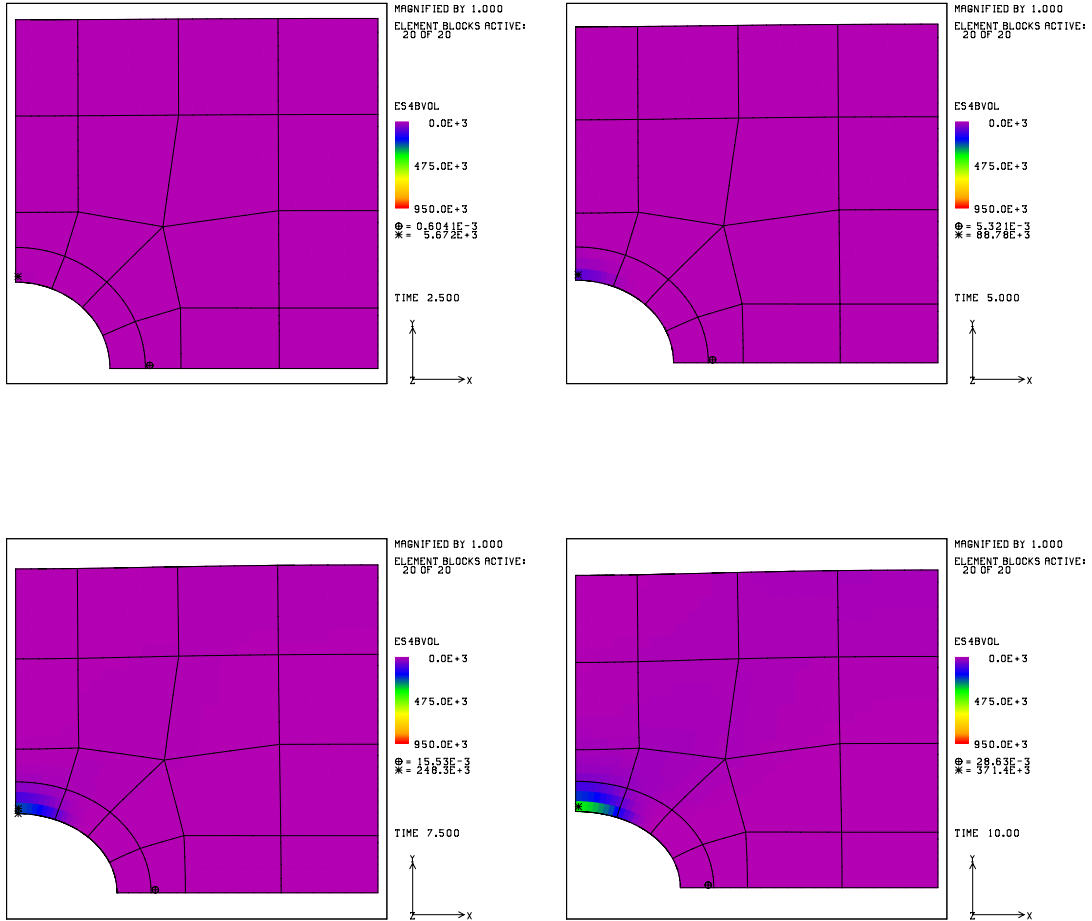 MAGNIFIED BY 1.000
ELEMENT BLOCKS ACTIVE:
20 OF 20
ES4BVOL
0.0E+3
475.0E+3
950.0E+3
= 0.6041E-3
= 5.672E+3
TIME 2.500
Y
Z X
MAGNIFIED BY 1.000
ELEMENT BLOCKS ACTIVE:
20 OF 20
ES4BVOL
0.0E+3
475.0E+3
950.0E+3
= 5.321E-3
= 88.78E+3
TIME 5.000
Y
Z X
MAGNIFIED BY 1.000
ELEMENT BLOCKS ACTIVE:
20 OF 20
ES4BVOL
0.0E+3
475.0E+3
950.0E+3
= 15.53E-3
= 248.3E+3
TIME 7.500
Y
Z X
MAGNIFIED BY 1.000
ELEMENT BLOCKS ACTIVE:
20 OF 20
ES4BVOL
0.0E+3
475.0E+3
950.0E+3
= 28.63E-3
= 371.4E+3
TIME 10.00
Y
Z X